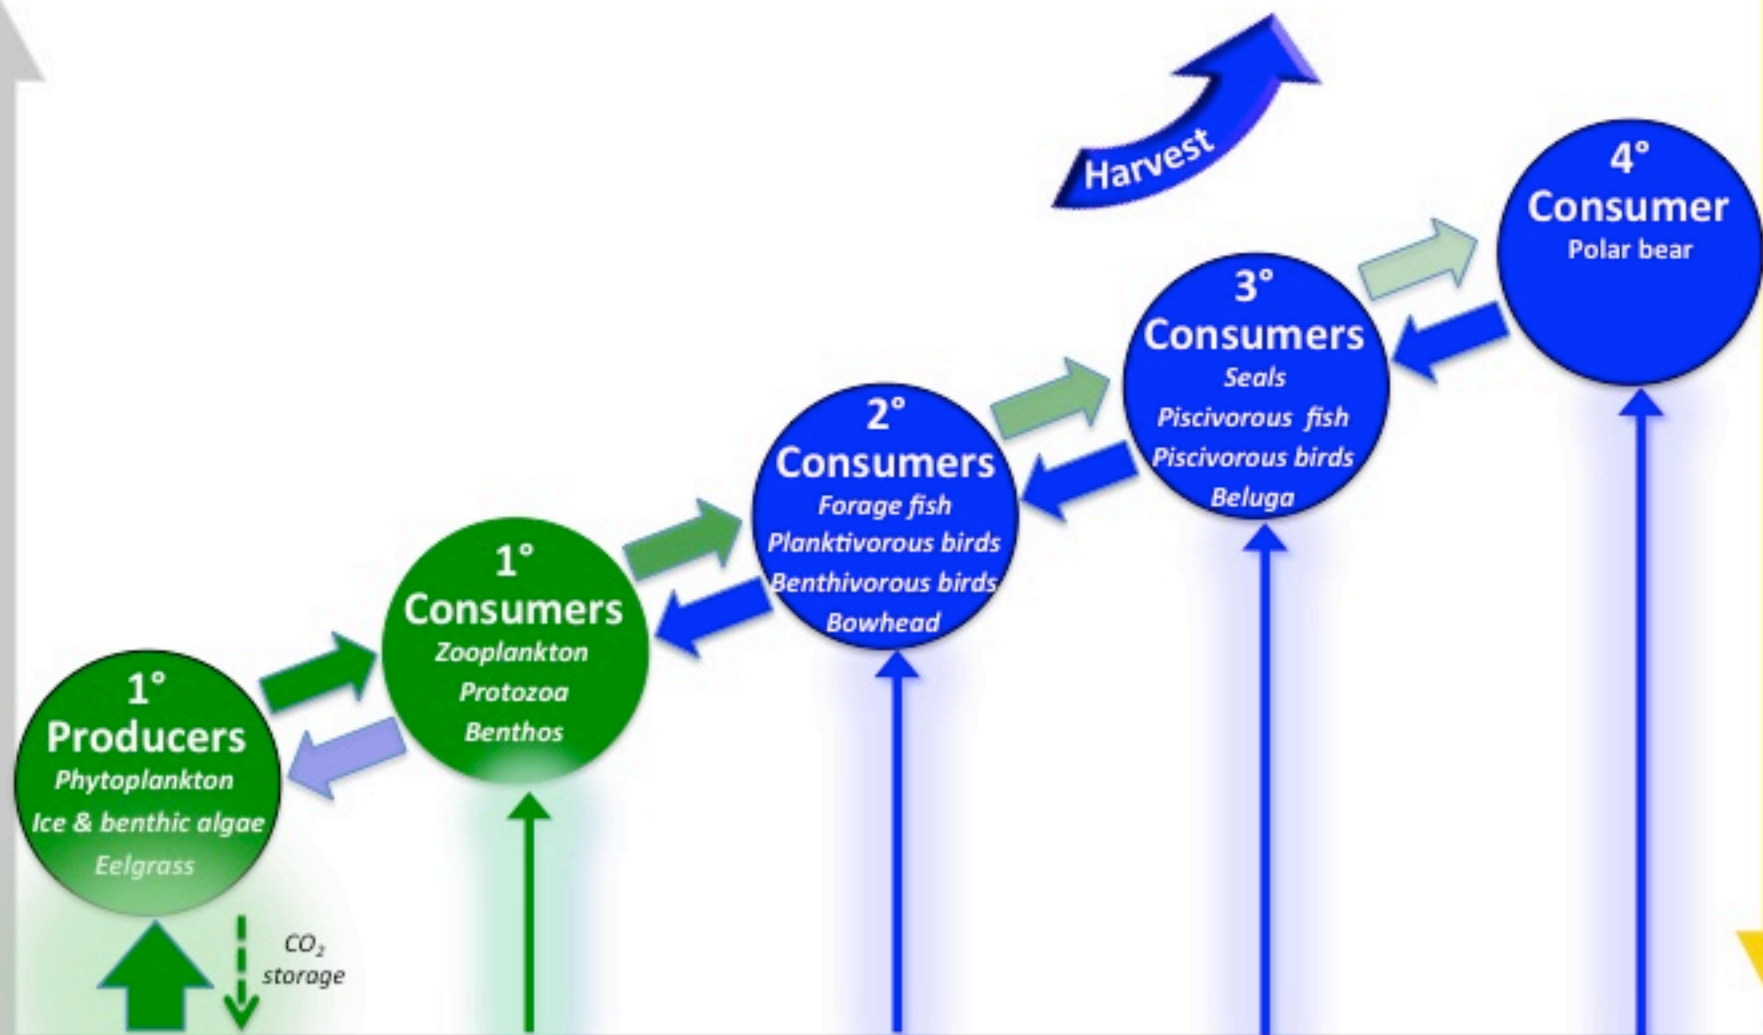 Harvest
4°
Consumer
Polar bear
3°
Consumers
Seals
Piscivorous fish
Piscivorous birds
Beluga
2°
Consumers
Forage fish
Planktivorous birds
Benthivorous birds
Bowhead
1°
Consumers
Zooplankton
Protozoa
Benthos
1°
Producers
Phytoplankton
Ice & benthic algae
Eelgrass
CO₂
storage